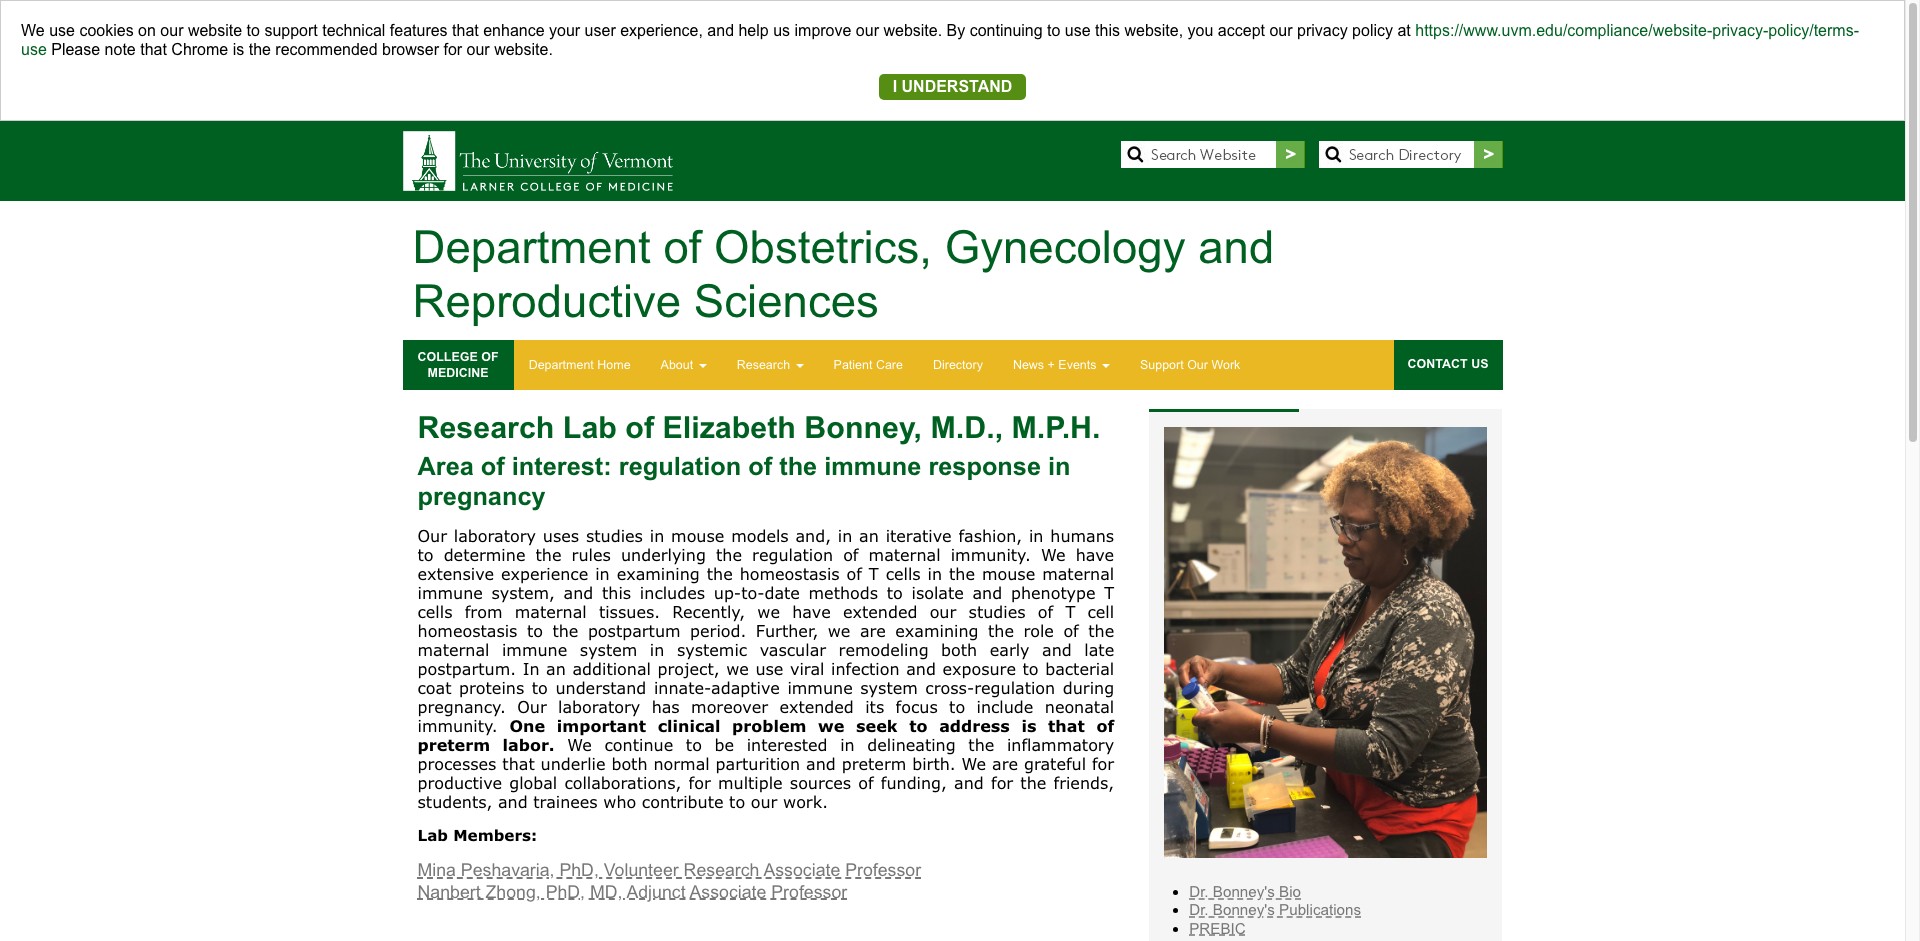 We use cookies on our website to support technical features that enhance your user experience, and help us improve our website. By continuing to use this website, you accept our privacy policy at https://www.uvm.edu/compliance/website-privacy-policy/terms-
use Please note that Chrome is the recommended browser for our website.
I UNDERSTAND
The University of Vermont
LARNER COLLEGE OF MEDICINE
Search Website >
Search Directory >
Department of Obstetrics, Gynecology and
Reproductive Sciences
COLLEGE OF
MEDICINE
Department Home About Research Patient Care Directory News + Events Support Our Work
CONTACT US
Research Lab of Elizabeth Bonney, M.D., M.P.H.
Area of interest: regulation of the immune response in
pregnancy
Our laboratory uses studies in mouse models and, in an iterative fashion, in humans
to determine the rules underlying the regulation of maternal immunity. We have
extensive experience in examining the homeostasis of T cells in the mouse maternal
immune system, and this includes up-to-date methods to isolate and phenotype T
cells from maternal tissues. Recently, we have extended our studies of T cell
homeostasis to the postpartum period. Further, we are examining the role of the
maternal immune system in systemic vascular remodeling both early and late
postpartum. In an additional project, we use viral infection and exposure to bacterial
coat proteins to understand innate-adaptive immune system cross-regulation during
pregnancy. Our laboratory has moreover extended its focus to include neonatal
immunity. One important clinical problem we seek to address is that of
preterm labor. We continue to be interested in delineating the inflammatory
processes that underlie both normal parturition and preterm birth. We are grateful for
productive global collaborations, for multiple sources of funding, and for the friends,
students, and trainees who contribute to our work.
Lab Members:
Mina Peshavaria, PhD, Volunteer Research Associate Professor
Nanbert Zhong, PhD, MD, Adjunct Associate Professor
Dr. Bonney's Bio
Dr. Bonney's Publications
PREBIC